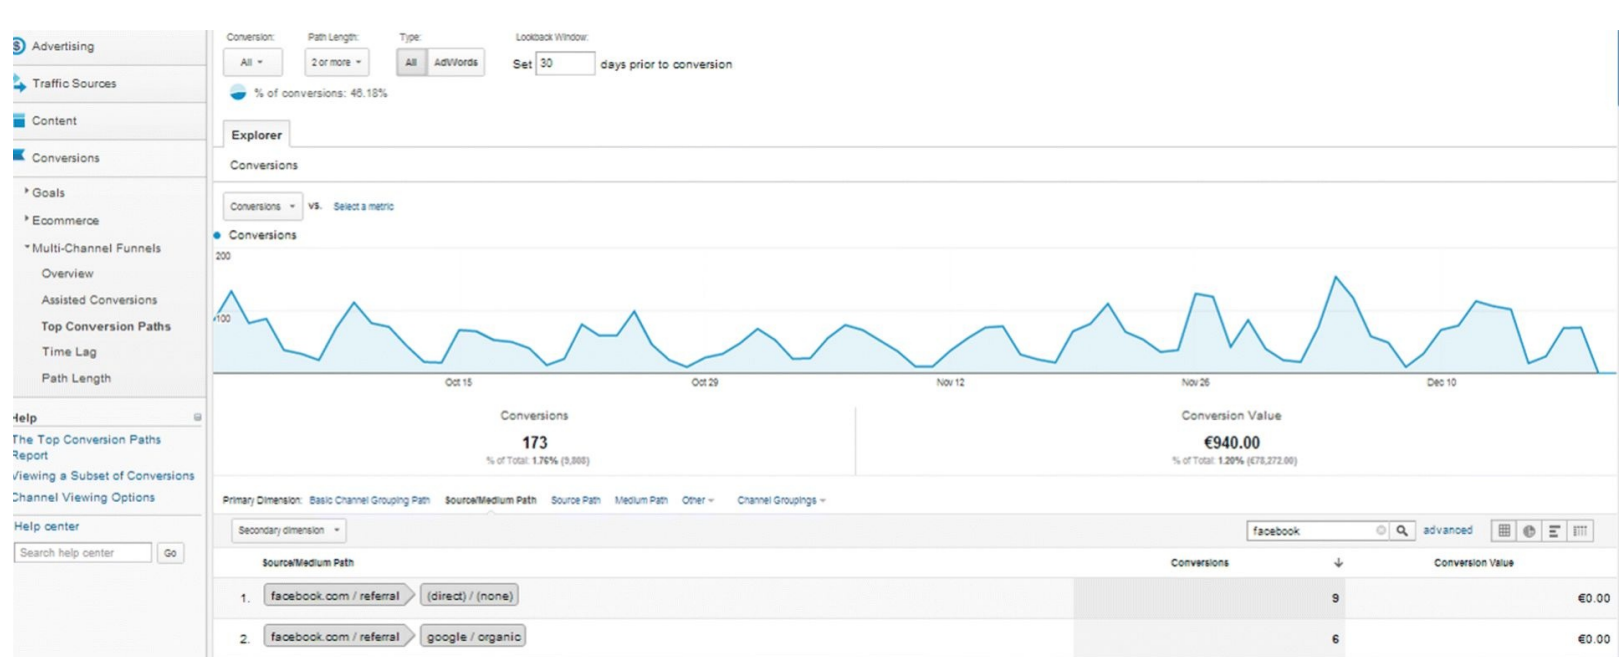 Conversion: Path Length: Type: Lookback Window:
Advertising
All 2 or more All AdWords Set 30 days prior to conversion
Traffic Sources
% of conversions: 46.18%
Content
Explorer
Conversions
Conversions
Goals
Conversions vs. Select a metric
Ecommerce
Conversions
Multi-Channel Funnels
200
Overview
Assisted Conversions
100
Top Conversion Paths
Time Lag
Path Length
Oct 15 Oct 29 Nov 12 Nov 26 Dec 10
Help
Conversions Conversion Value
The Top Conversion Paths
173 €940.00
Report
% of Total: 1.76% (9,808) % of Total: 1.20% (€78,272.00)
Viewing a Subset of Conversions
Channel Viewing Options
Primary Dimension: Basic Channel Grouping Path Source/Medium Path Source Path Medium Path Other Channel Groupings
Help center
Secondary dimension facebook advanced
Search help center Go
Source/Medium Path Conversions Conversion Value
1. facebook.com / referral (direct) / (none) 9 €0.00
2. facebook.com / referral google / organic 6 €0.00